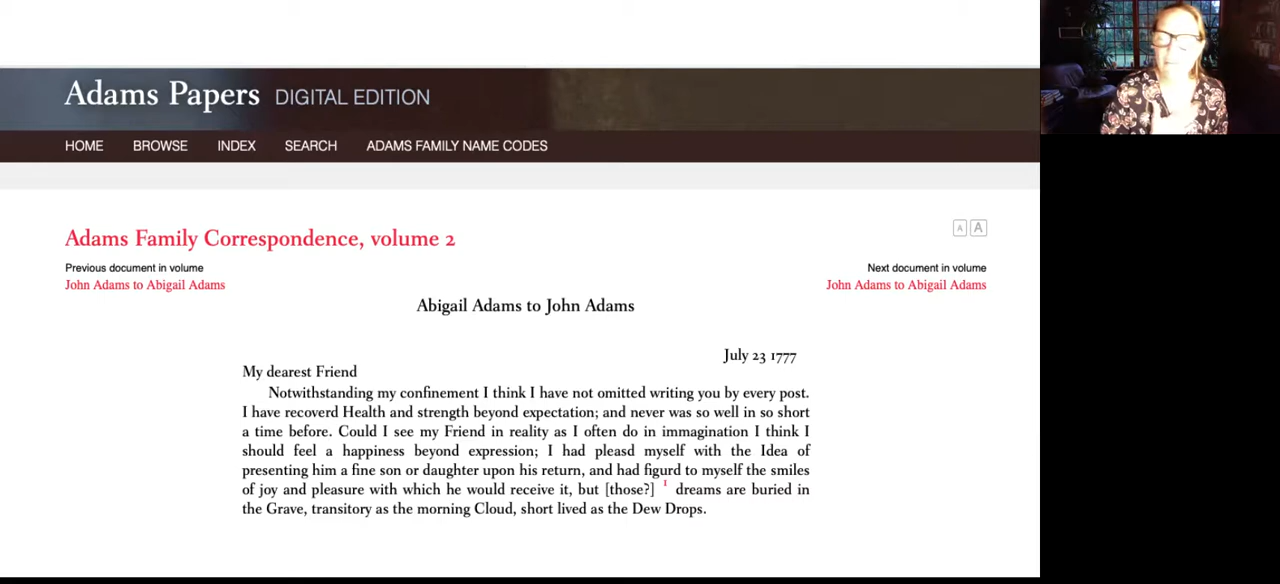 Adams Papers DIGITAL EDITION
HOME BROWSE INDEX SEARCH ADAMS FAMILY NAME CODES
A A
Adams Family Correspondence, volume 2
Previous document in volume
John Adams to Abigail Adams
Next document in volume
John Adams to Abigail Adams
Abigail Adams to John Adams
July 23 1777
My dearest Friend
Notwithstanding my confinement I think I have not omitted writing you by every post.
I have recoverd Health and strength beyond expectation; and never was so well in so short
a time before. Could I see my Friend in reality as I often do in immagination I think I
should feel a happiness beyond expression; I had pleasd myself with the Idea of
presenting him a fine son or daughter upon his return, and had figurd to myself the smiles
of joy and pleasure with which he would receive it, but [those?] 1 dreams are buried in
the Grave, transitory as the morning Cloud, short lived as the Dew Drops.